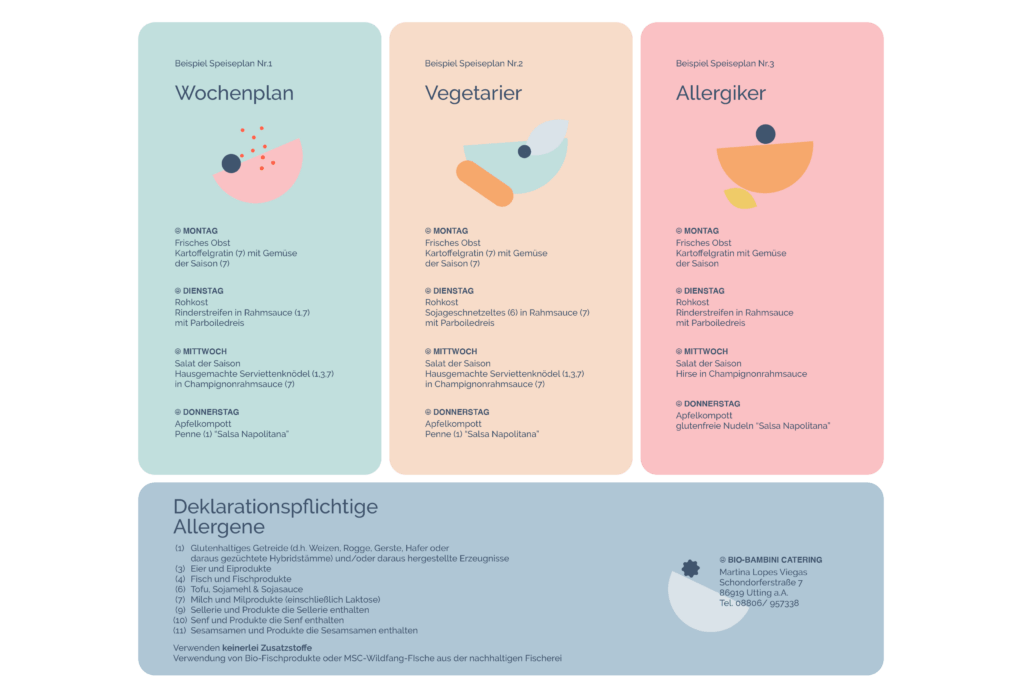 Beispiel Speiseplan Nr.1
Wochenplan
MONTAG
Frisches Obst
Kartoffelgratin (7) mit Gemüse
der Saison (7)
DIENSTAG
Rohkost
Rinderstreifen in Rahmsauce (1,7)
mit Parboiledreis
MITTWOCH
Salat der Saison
Hausgemachte Serviettenknödel (1,3,7)
in Champignonrahmsauce (7)
DONNERSTAG
Apfelkompott
Penne (1) “Salsa Napolitana”
Beispiel Speiseplan Nr.2
Vegetarier
MONTAG
Frisches Obst
Kartoffelgratin (7) mit Gemüse
der Saison (7)
DIENSTAG
Rohkost
Sojageschnetzeltes (6) in Rahmsauce (7)
mit Parboiledreis
MITTWOCH
Salat der Saison
Hausgemachte Serviettenknödel (1,3,7)
in Champignonrahmsauce (7)
DONNERSTAG
Apfelkompott
Penne (1) “Salsa Napolitana”
Beispiel Speiseplan Nr.3
Allergiker
MONTAG
Frisches Obst
Kartoffelgratin mit Gemüse
der Saison
DIENSTAG
Rohkost
Rinderstreifen in Rahmsauce
mit Parboiledreis
MITTWOCH
Salat der Saison
Hirse in Champignonrahmsauce
DONNERSTAG
Apfelkompott
glutenfreie Nudeln “Salsa Napolitana”
Deklarationspflichtige
Allergene
(1) Glutenhaltiges Getreide (d.h. Weizen, Rogge, Gerste, Hafer oder
daraus gezüchtete Hybridstämme) und/oder daraus hergestellte Erzeugnisse
(3) Eier und Eiprodukte
(4) Fisch und Fischprodukte
(6) Tofu, Sojamehl & Sojasauce
(7) Milch und Milprodukte (einschließlich Laktose)
(9) Sellerie und Produkte die Sellerie enthalten
(10) Senf und Produkte die Senf enthalten
(11) Sesamsamen und Produkte die Sesamsamen enthalten
Verwenden keinerlei Zusatzstoffe
Verwendung von Bio-Fischprodukte oder MSC-Wildfang-FIsche aus der nachhaltigen Fischerei
BIO-BAMBINI CATERING
Martina Lopes Viegas
Schondorferstraße 7
86919 Utting a.A.
Tel. 08806/ 957338